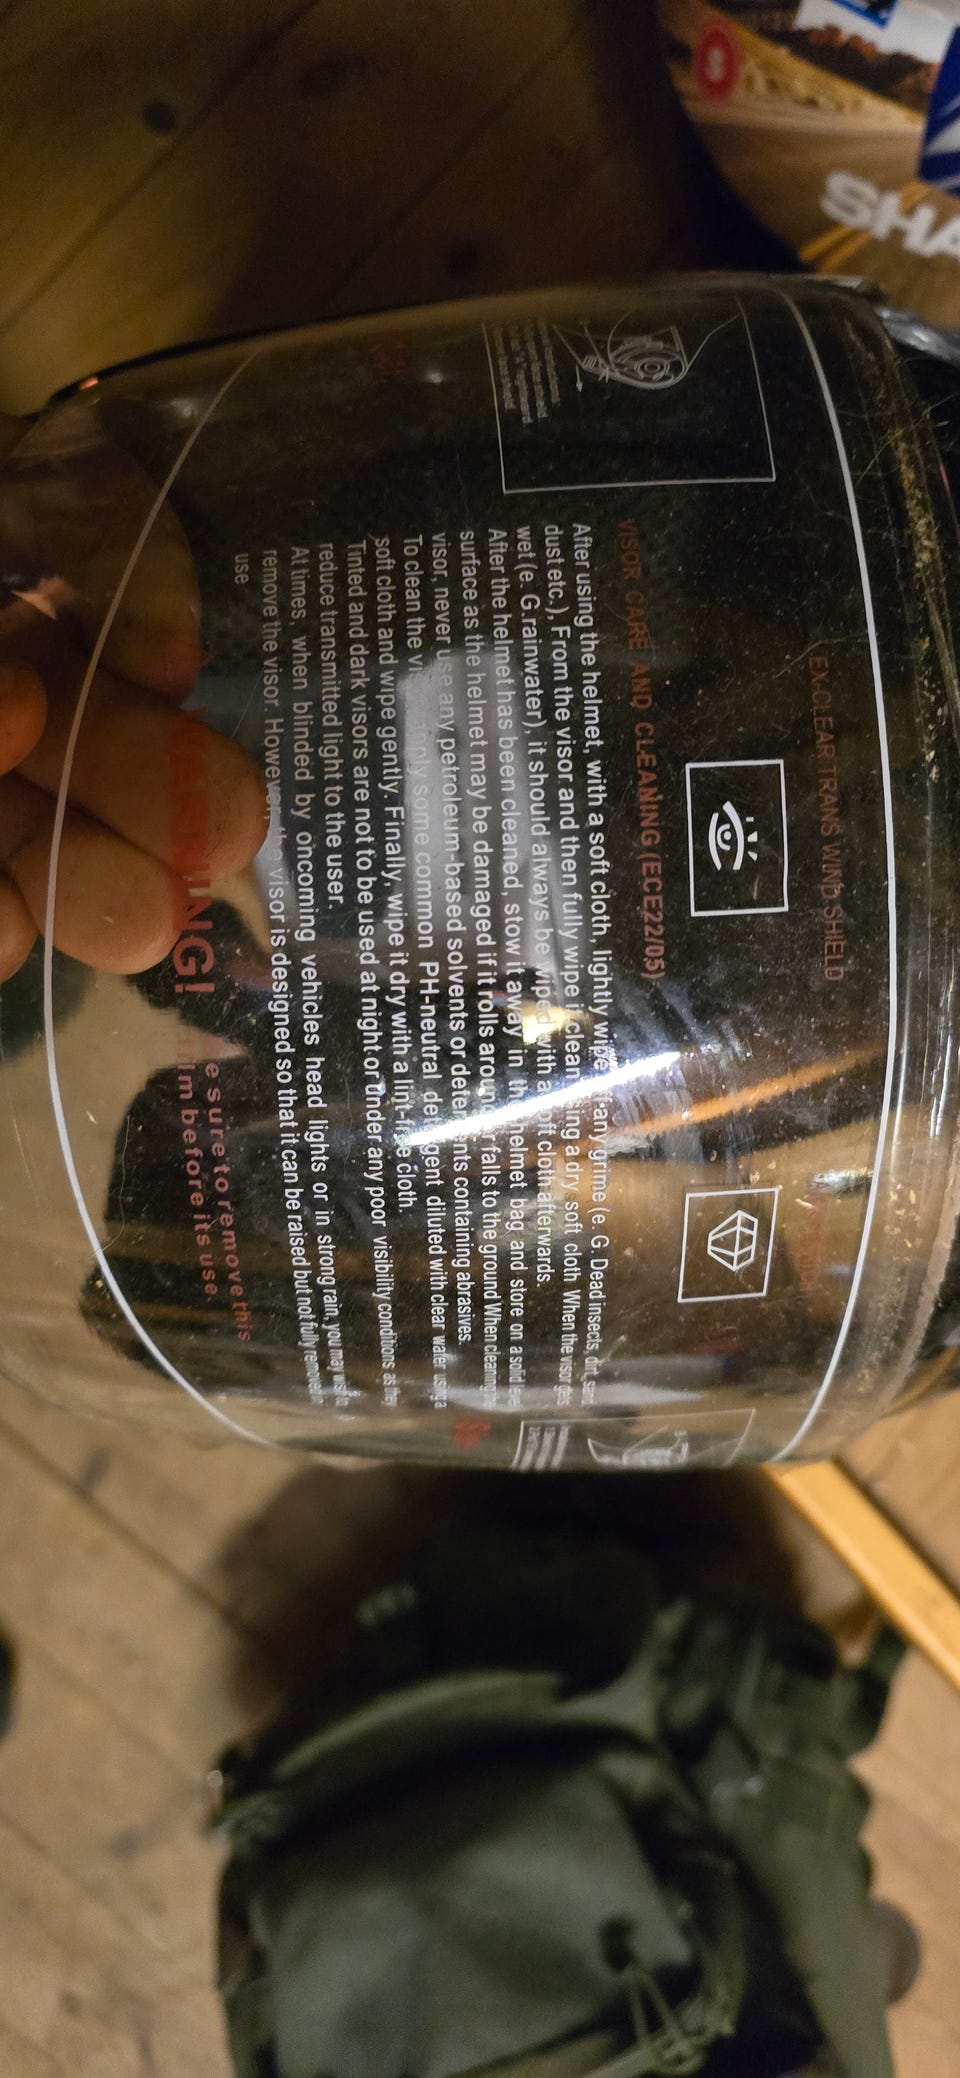 SHA
EX-CLEAR TRANS WIND SHIELD
VISOR CARE AND CLEANING (ECE22/05)
After using the helmet, with a soft cloth, lightly wipe any grime (e. G. Dead insects, dirt, sand,
dust etc.), From the visor and then fully wipe it clean using a dry soft cloth When the visor gets
wet (e. G.rainwater), it should always be wiped with a soft cloth afterwards.
After the helmet has been cleaned, stow it away in the helmet bag and store on a solid level
surface as the helmet may be damaged if it rolls around or falls to the ground When cleaning the
visor, never use any petroleum-based solvents or detergents containing abrasives.
To clean the apply some common PH-neutral detergent diluted with clear water using a
soft cloth and wipe gently. Finally, wipe it dry with a lint-free cloth.
Tinted and dark visors are not to be used at night or under any poor visibility conditions as they
reduce transmitted light to the user.
At times, when blinded by oncoming vehicles head lights or in strong rain, you may wish to
remove the visor. However, the visor is designed so that it can be raised but not fully removed in
use
WARNING!
sure to remove this
before its use.